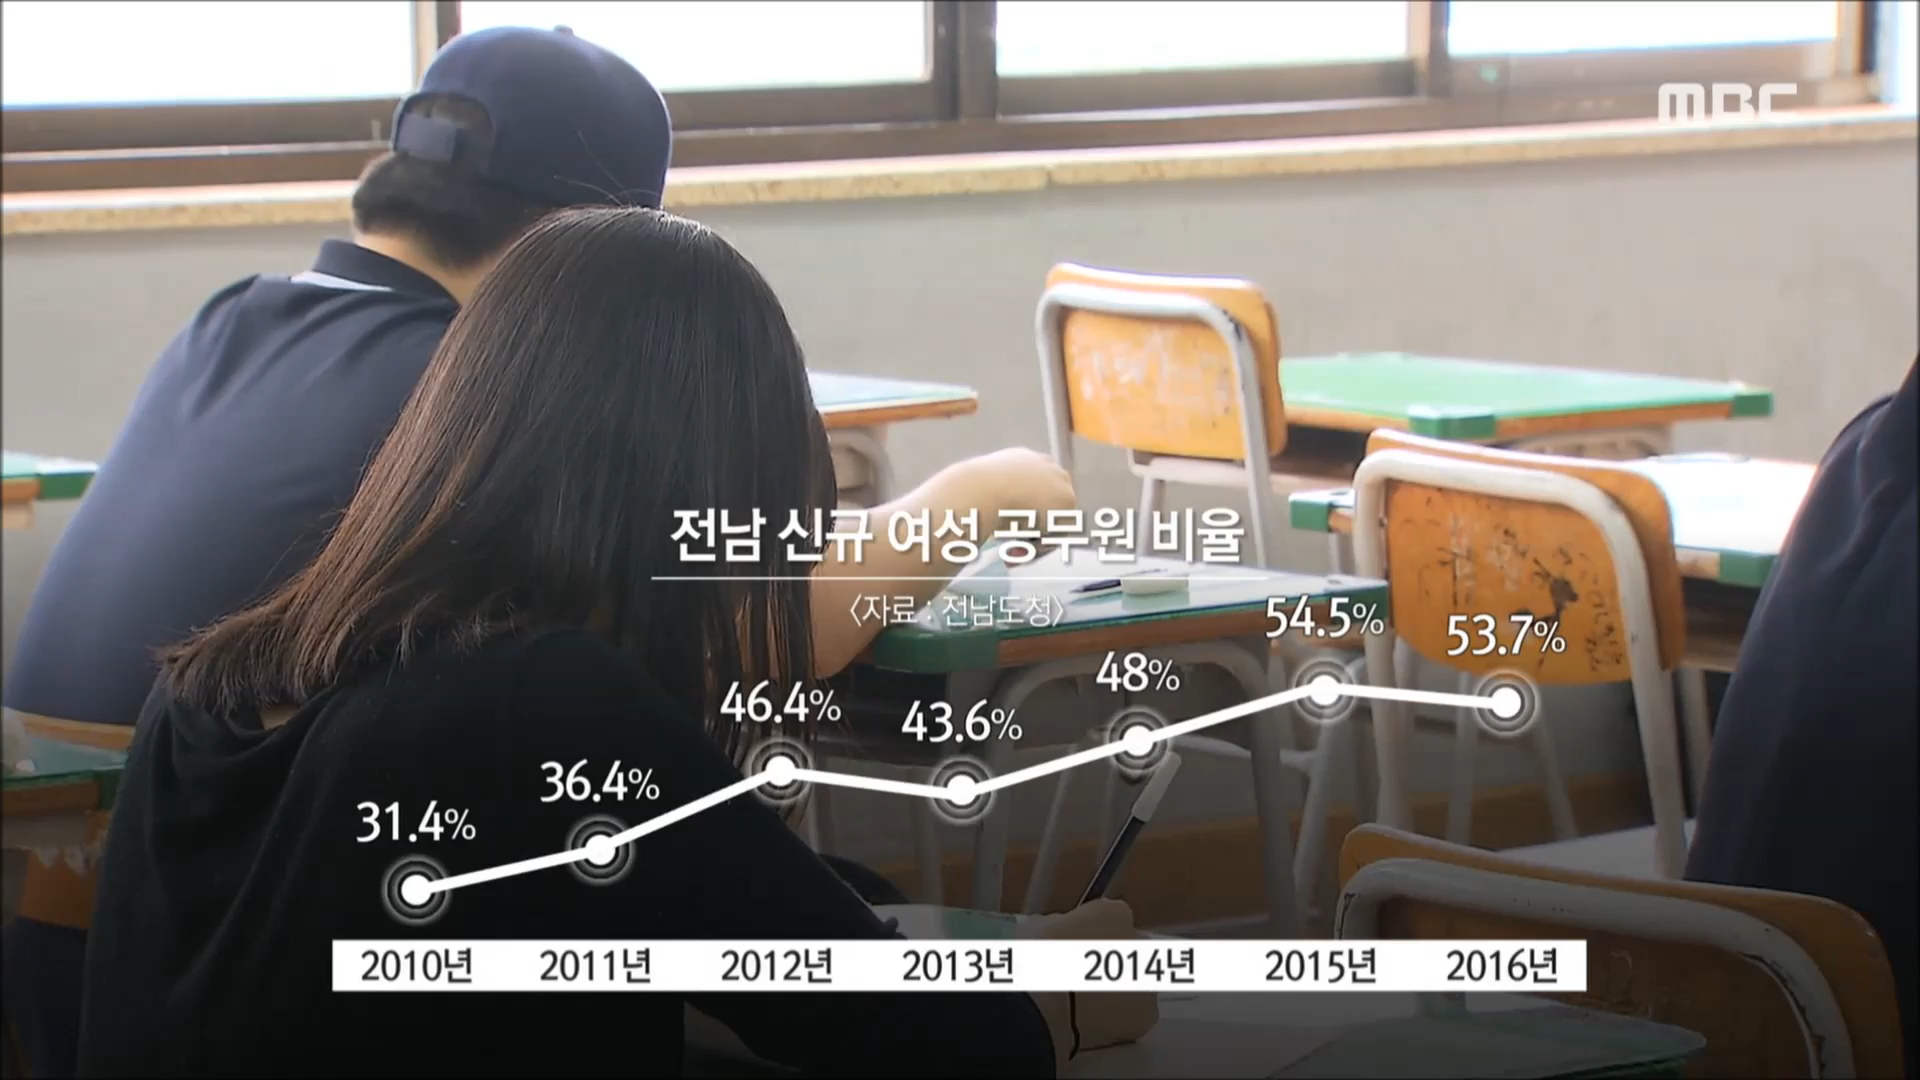 MBC
전남 신규 여성 공무원 비율
〈자료 : 전남도청〉
31.4% 36.4% 46.4% 43.6% 48% 54.5% 53.7%
2010년 2011년 2012년 2013년 2014년 2015년 2016년